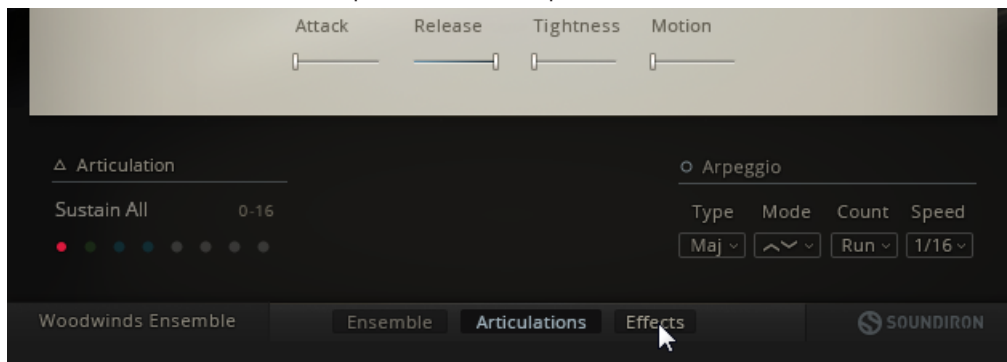 Attack Release Tightness Motion
Articulation
Sustain All 0-16
Arpeggio
Type Mode Count Speed
Maj Run 1/16
Woodwinds Ensemble Ensemble Articulations Effects SOUNDIRON